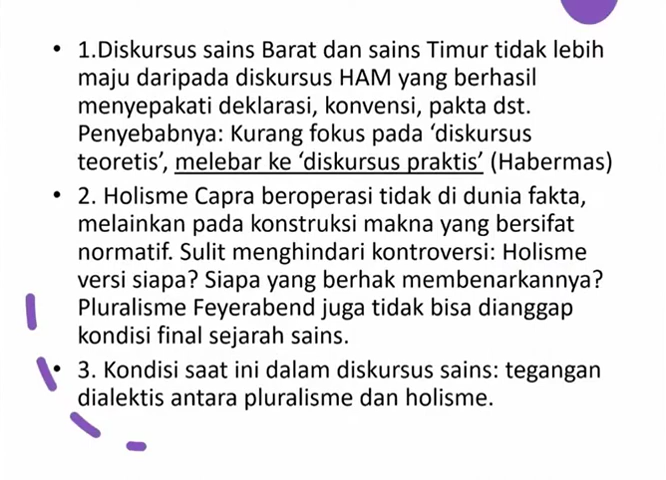 • 1.Diskursus sains Barat dan sains Timur tidak lebih
maju daripada diskursus HAM yang berhasil
menyepakati deklarasi, konvensi, pakta dst.
Penyebabnya: Kurang fokus pada ‘diskursus
teoretis’, melebar ke ‘diskursus praktis’ (Habermas)
• 2. Holisme Capra beroperasi tidak di dunia fakta,
melainkan pada konstruksi makna yang bersifat
normatif. Sulit menghindari kontroversi: Holisme
versi siapa? Siapa yang berhak membenarkannya?
Pluralisme Feyerabend juga tidak bisa dianggap
kondisi final sejarah sains.
• 3. Kondisi saat ini dalam diskursus sains: tegangan
dialektis antara pluralisme dan holisme.